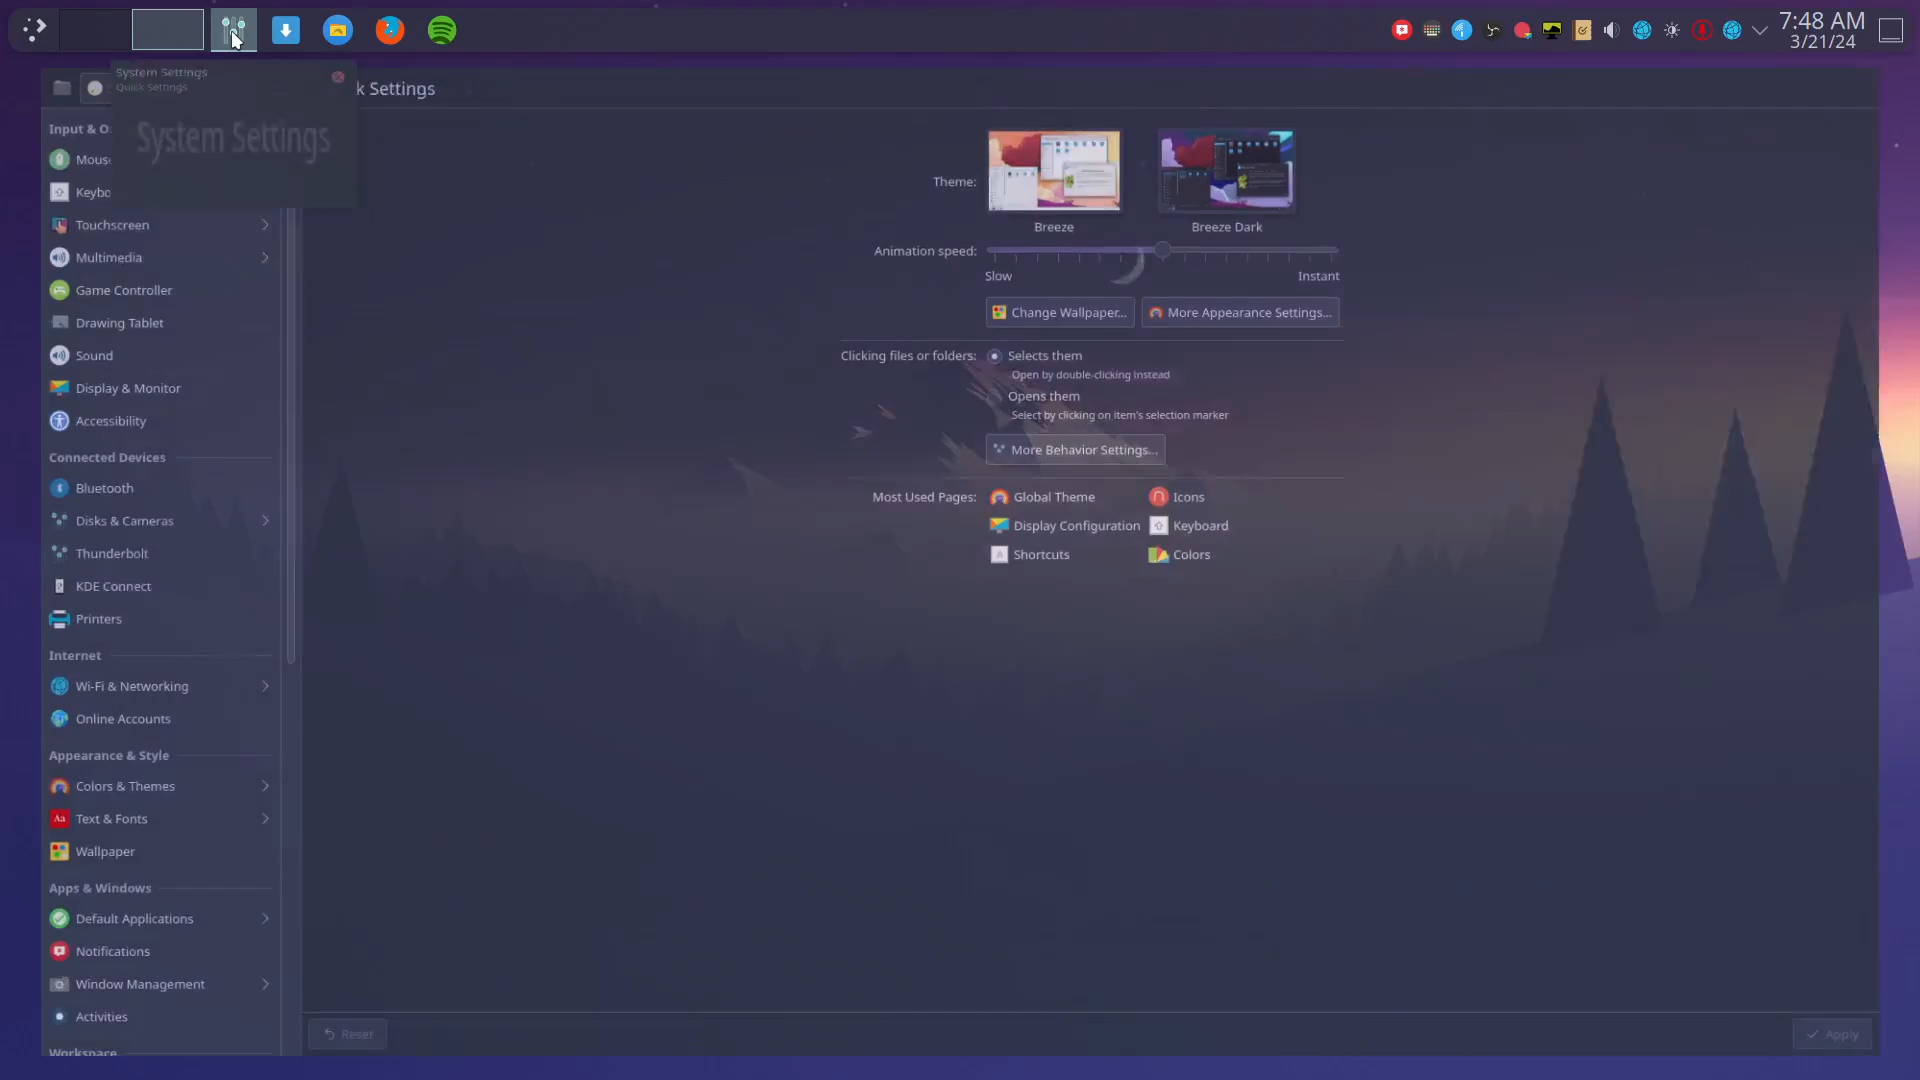 7:48 AM
3/21/24
System Settings
Quick Settings
k Settings
System Settings
Input & O
Mous
Keybo
Touchscreen
Multimedia
Game Controller
Drawing Tablet
Sound
Display & Monitor
Accessibility
Connected Devices
Bluetooth
Disks & Cameras
Thunderbolt
KDE Connect
Printers
Internet
Wi-Fi & Networking
Online Accounts
Appearance & Style
Colors & Themes
Text & Fonts
Wallpaper
Apps & Windows
Default Applications
Notifications
Window Management
Activities
Workspace
Theme:
Breeze Breeze Dark
Animation speed:
Slow Instant
Change Wallpaper... More Appearance Settings...
Clicking files or folders: Selects them
Open by double-clicking instead
Opens them
Select by clicking on item's selection marker
More Behavior Settings...
Most Used Pages: Global Theme Icons
Display Configuration Keyboard
Shortcuts Colors
Reset Apply